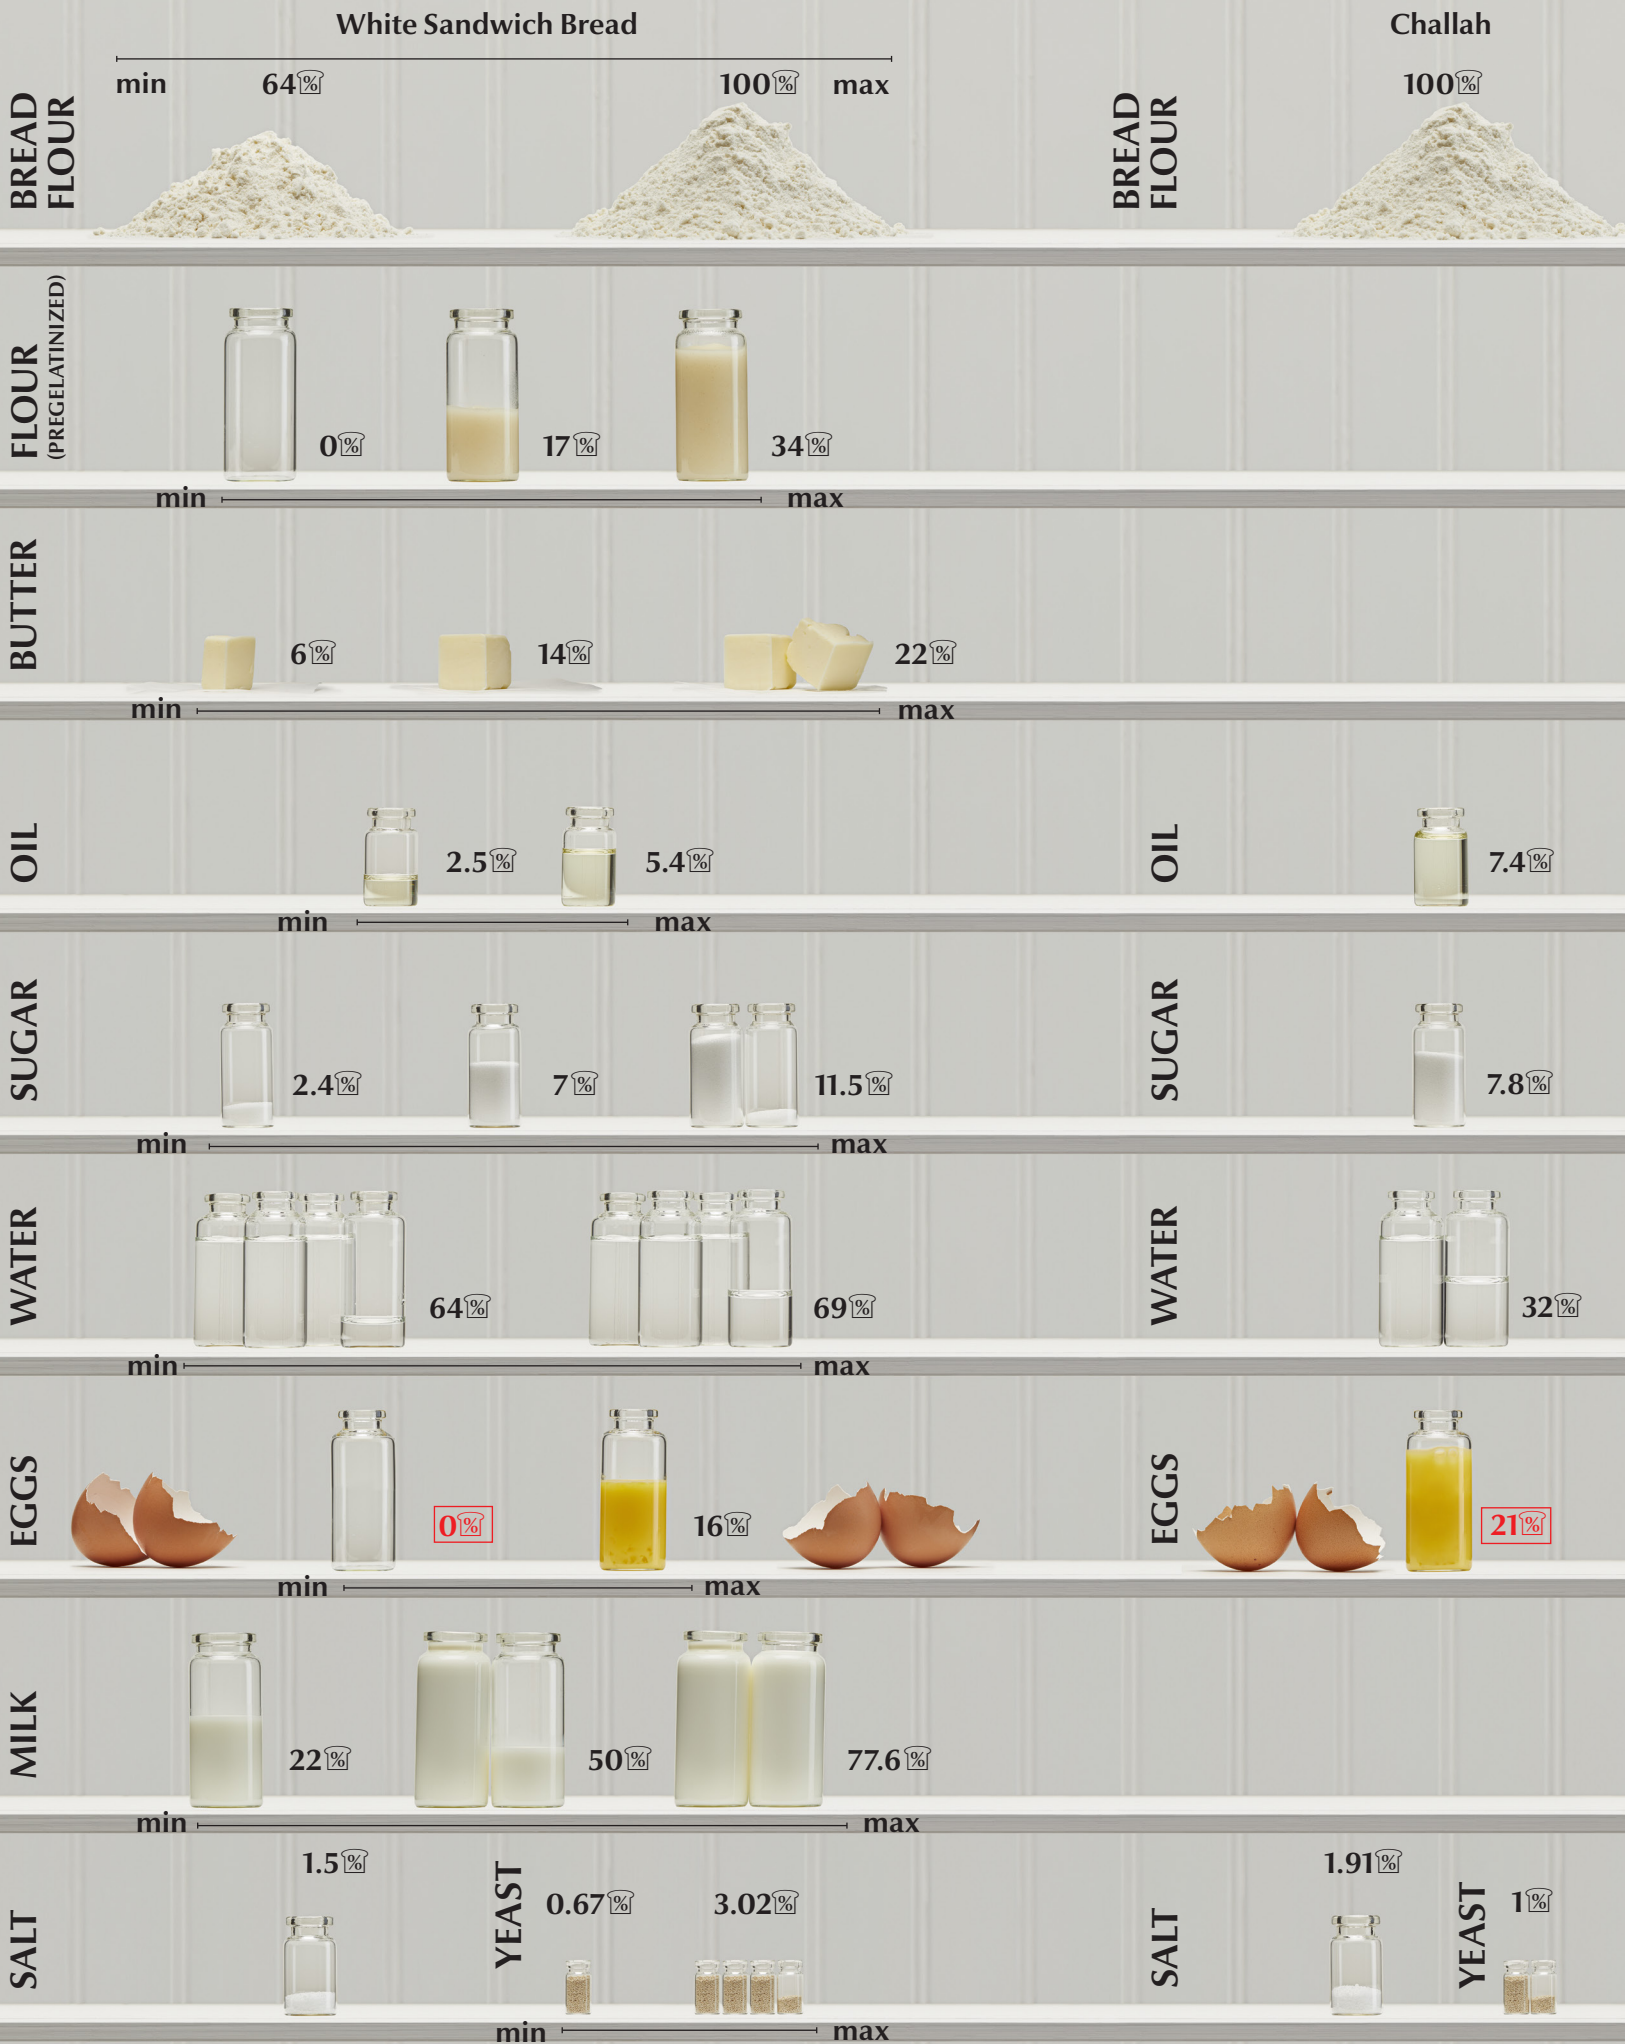 White Sandwich Bread
Challah
min 64% 100% max
100%
BREAD
FLOUR
BREAD
FLOUR
FLOUR
(PREGELATINIZED)
0% 17% 34%
min max
BUTTER
6% 14% 22%
min max
OIL
2.5% 5.4%
min max
OIL
7.4%
SUGAR
2.4% 7% 11.5%
min max
SUGAR
7.8%
WATER
64% 69%
min max
WATER
32%
EGGS
0% 16%
min max
EGGS
21%
MILK
22% 50% 77.6%
min max
SALT
1.5%
YEAST
0.67% 3.02%
min max
SALT
1.91%
YEAST
1%